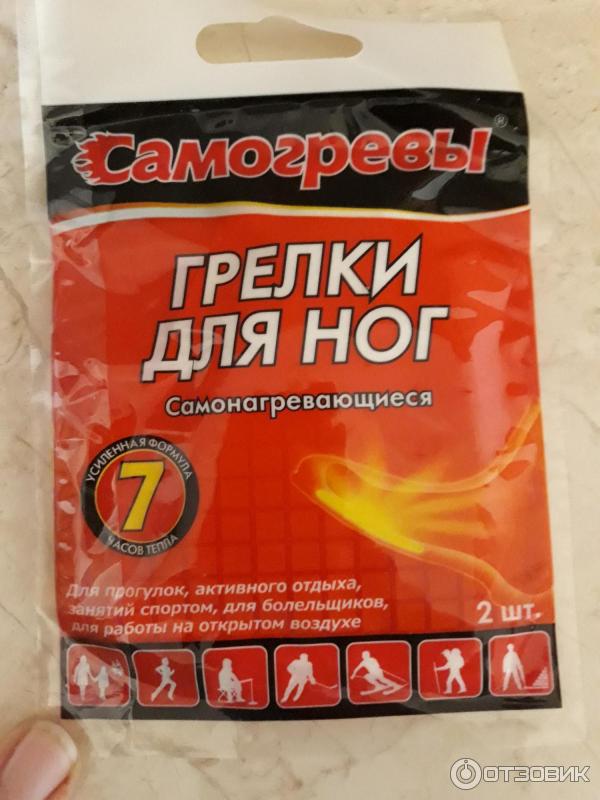 Самогревы®
ГРЕЛКИ
ДЛЯ НОГ
Самонагревающиеся
УСИЛЕННАЯ ФОРМУЛА
7
ЧАСОВ ТЕПЛА
Для прогулок, активного отдыха,
занятий спортом, для болельщиков,
для работы на открытом воздухе
2 шт.
ОТЗОВИК